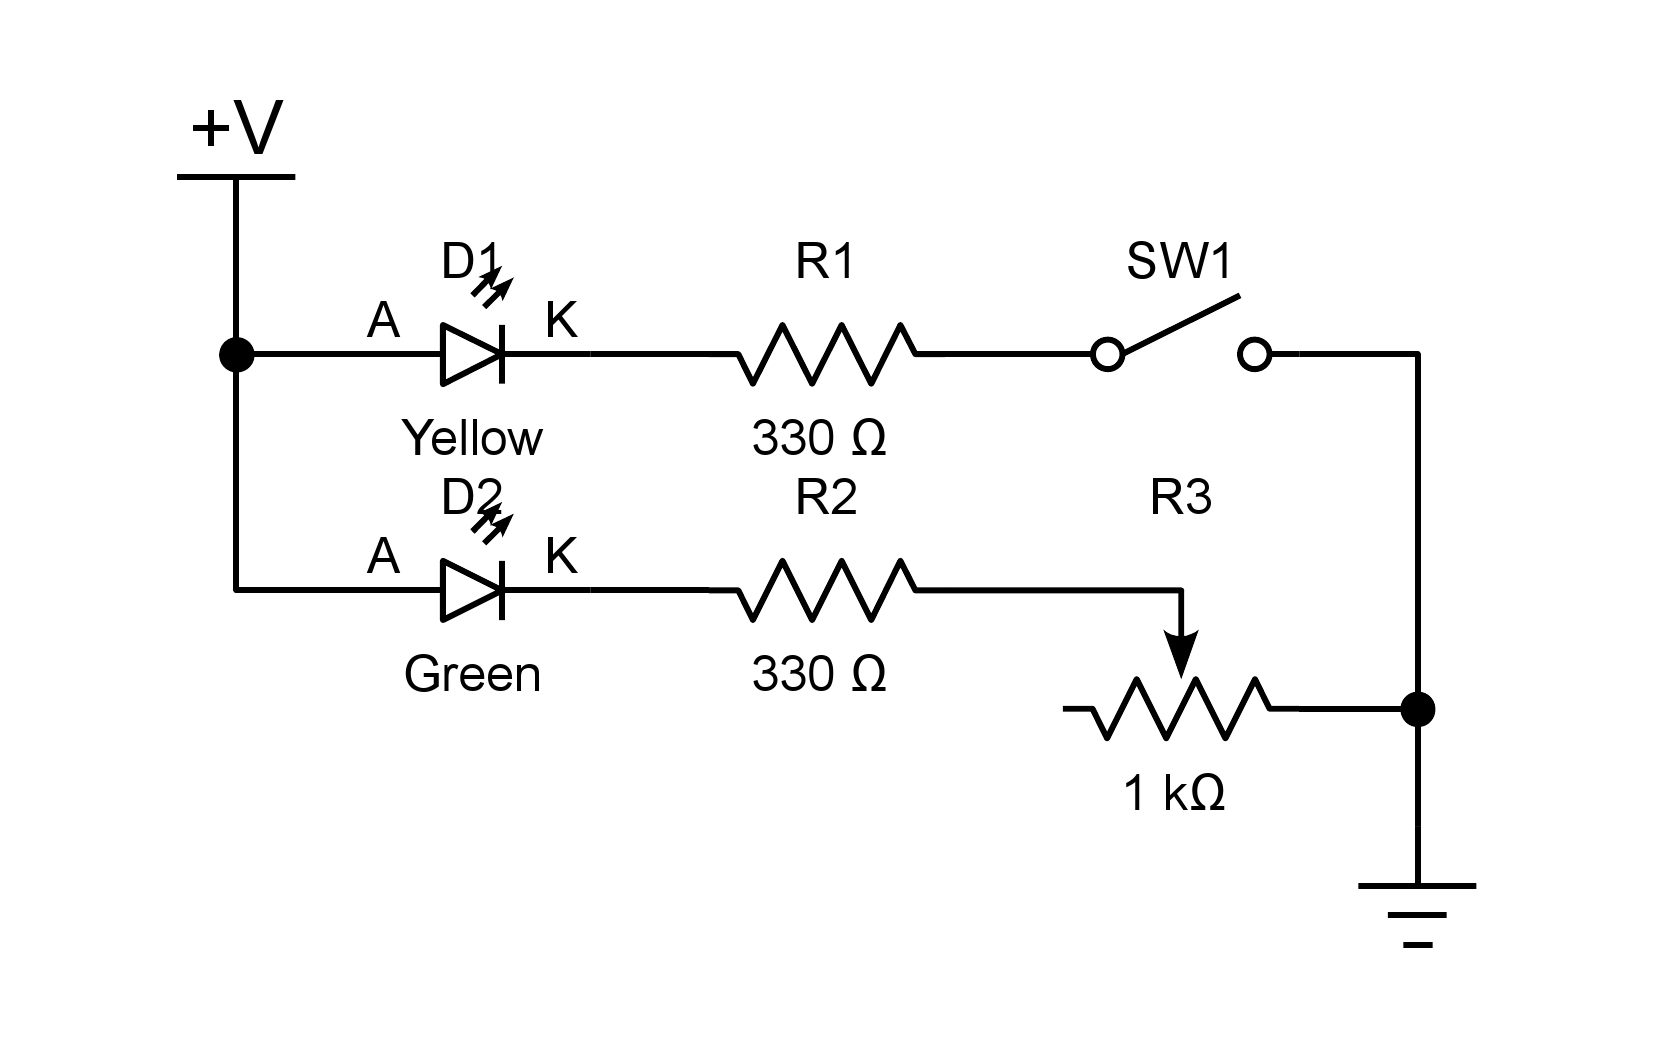 +V
D1 R1 SW1
A K
Yellow 330 Ω
D2 R2 R3
A K
Green 330 Ω
1 kΩ